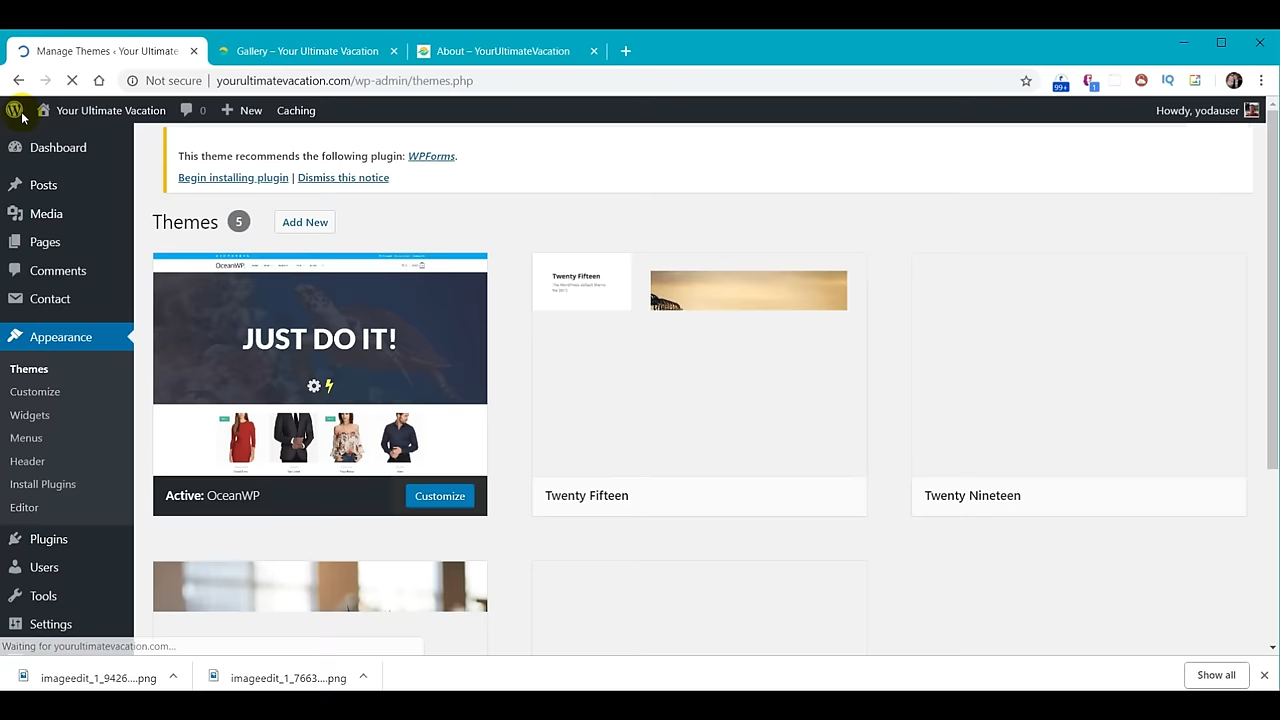 Manage Themes ‹ Your Ultimate
Gallery – Your Ultimate Vacation
About – YourUltimateVacation
Not secure | yourultimatevacation.com/wp-admin/themes.php
99+
1
IQ
Your Ultimate Vacation
0
New
Caching
Howdy, yodauser
Dashboard
Posts
Media
Pages
Comments
Contact
Appearance
Themes
Customize
Widgets
Menus
Header
Install Plugins
Editor
Plugins
Users
Tools
Settings
This theme recommends the following plugin: WPForms.
Begin installing plugin | Dismiss this notice
Themes 5 Add New
OceanWP
JUST DO IT!
Active: OceanWP
Customize
Twenty Fifteen
Twenty Fifteen
Twenty Nineteen
Waiting for yourultimatevacation.com...
imageedit_1_9426....png
imageedit_1_7663....png
Show all